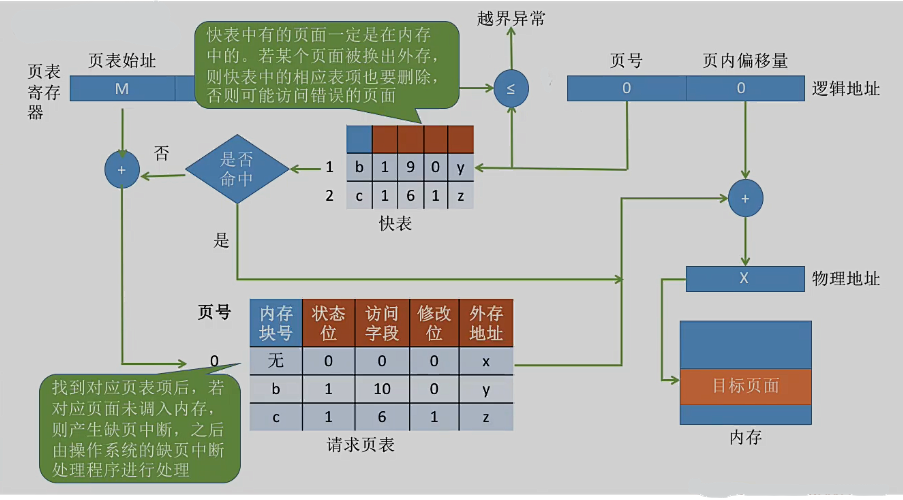 越界异常
快表中有的页面一定是在内存
中的。若某个页面被换出外存，
则快表中的相应表项也要删除，
否则可能访问错误的页面
页表始址
页号
页内偏移量
页表
寄存
器
M
≤
0
0
逻辑地址
+
否
是否
命中
1
b 1 9 0 y
2
c 1 6 1 z
快表
+
是
X
物理地址
页号
内存
块号
状态
位
访问
字段
修改
位
外存
地址
0
无 0 0 0 x
b 1 10 0 y
c 1 6 1 z
请求页表
找到对应页表项后，若
对应页面未调入内存，
则产生缺页中断，之后
由操作系统的缺页中断
处理程序进行处理
目标页面
内存